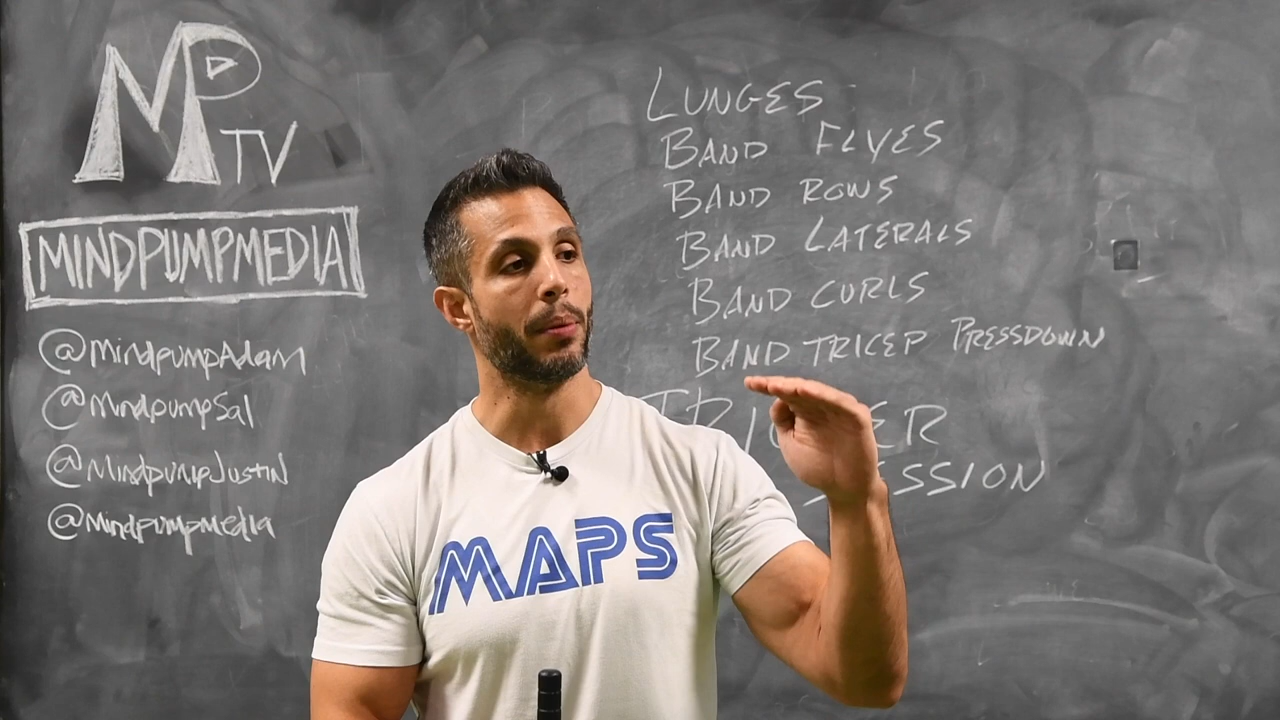 MP
TV
MINDPUMPMEDIA
@mindpumpAdam
@MindpumpSal
@MindpumpJustin
@Mindpumpmedia
LUNGES
BAND FLYES
BAND ROWS
BAND LATERALS
BAND CURLS
BAND TRICEP PRESSDOWN
MAPS